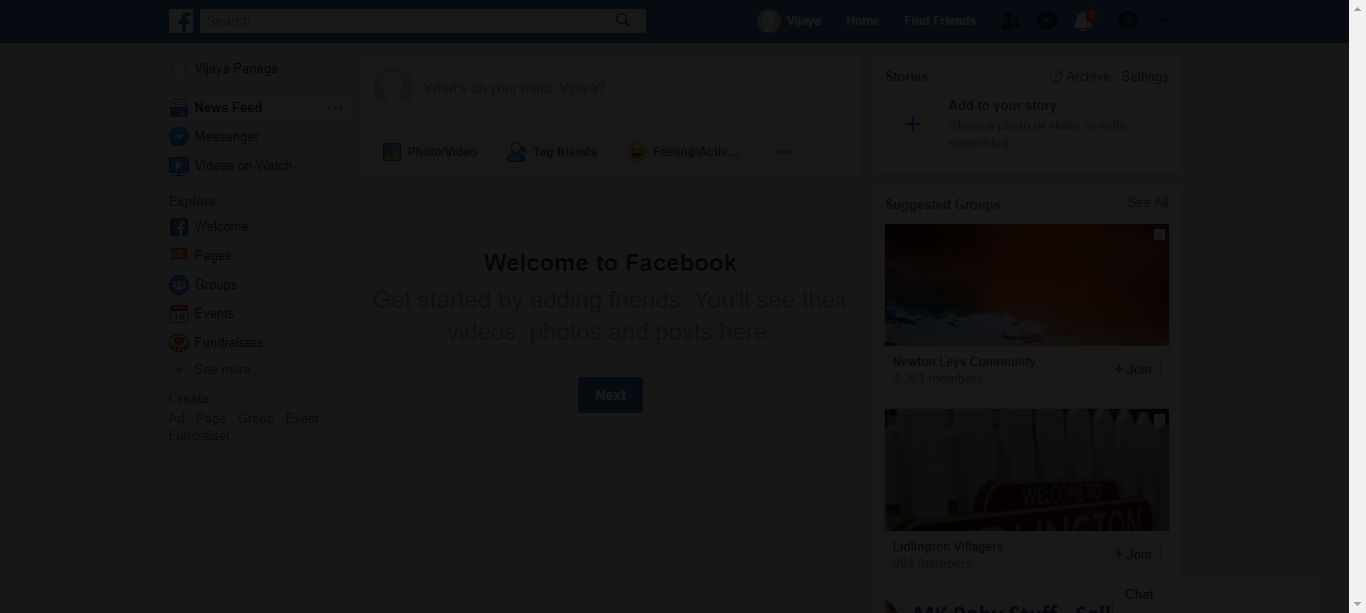 Search
Vijaya
Home
Find Friends
2
Vijaya Panaga
News Feed
Messenger
Videos on Watch
Explore
Welcome
Pages
Groups
Events
Fundraisers
See more...
Create
Ad Page Group Event
Fundraiser
What's on your mind, Vijaya?
Photo/Video
Tag friends
Feeling/Activ...
Welcome to Facebook
Get started by adding friends. You'll see their
videos, photos and posts here.
Next
Stories
Archive
Settings
Add to your story
Share a photo or video or write
something
Suggested Groups
See All
Newton Leys Community
2,351 members
+ Join
WELCOME TO
LIDLINGTON
Lidlington Villagers
904 members
+ Join
MK Baby Stuff - Sell
Chat